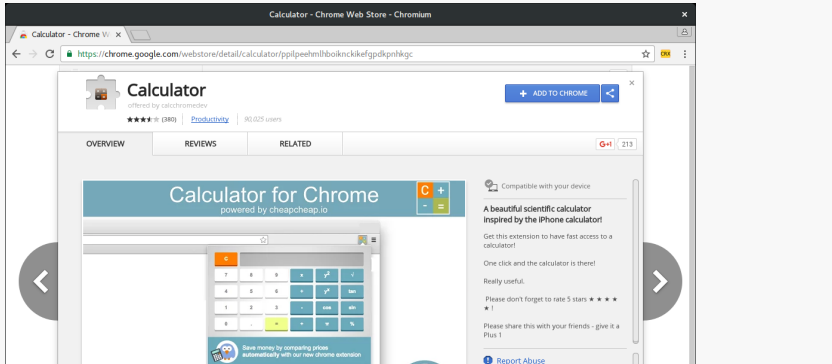 Calculator - Chrome Web Store - Chromium
Calculator - Chrome W
https://chrome.google.com/webstore/detail/calculator/ppilpeehmlhboiknckikefgpdkpnhkgc
CRX
Calculator
offered by calcchromedev
(380)
Productivity
90,025 users
+ ADD TO CHROME
OVERVIEW
REVIEWS
RELATED
G+1
213
Calculator for Chrome
powered by cheapcheap.io
C + - =
Compatible with your device
A beautiful scientific calculator
inspired by the iPhone calculator!
Get this extension to have fast access to a
calculator!
One click and the calculator is there!
Really useful.
Please don't forget to rate 5 stars ★ ★ ★ ★
★ !
Please share this with your friends - give it a
Plus 1
Report Abuse
C
7 8 9
4 5 6 tan
1 2 3 - cos sin
0 . = %
Save money by comparing prices
automatically with our new chrome extension